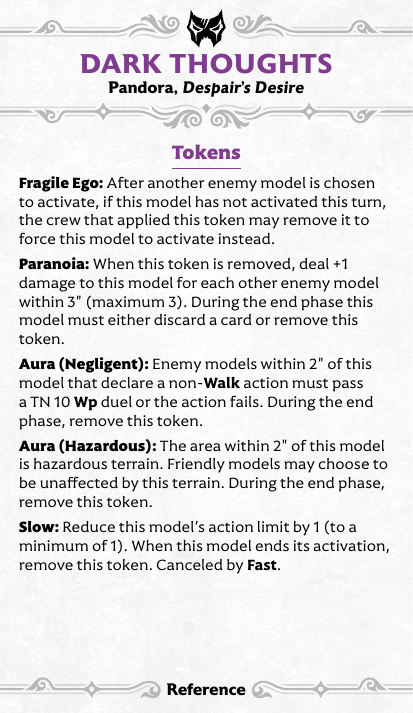 DARK THOUGHTS
Pandora, Despair's Desire
Tokens
Fragile Ego: After another enemy model is chosen
to activate, if this model has not activated this turn,
the crew that applied this token may remove it to
force this model to activate instead.
Paranoia: When this token is removed, deal +1
damage to this model for each other enemy model
within 3" (maximum 3). During the end phase this
model must either discard a card or remove this
token.
Aura (Negligent): Enemy models within 2" of this
model that declare a non-Walk action must pass
a TN 10 Wp duel or the action fails. During the end
phase, remove this token.
Aura (Hazardous): The area within 2" of this model
is hazardous terrain. Friendly models may choose to
be unaffected by this terrain. During the end phase,
remove this token.
Slow: Reduce this model's action limit by 1 (to a
minimum of 1). When this model ends its activation,
remove this token. Canceled by Fast.
Reference